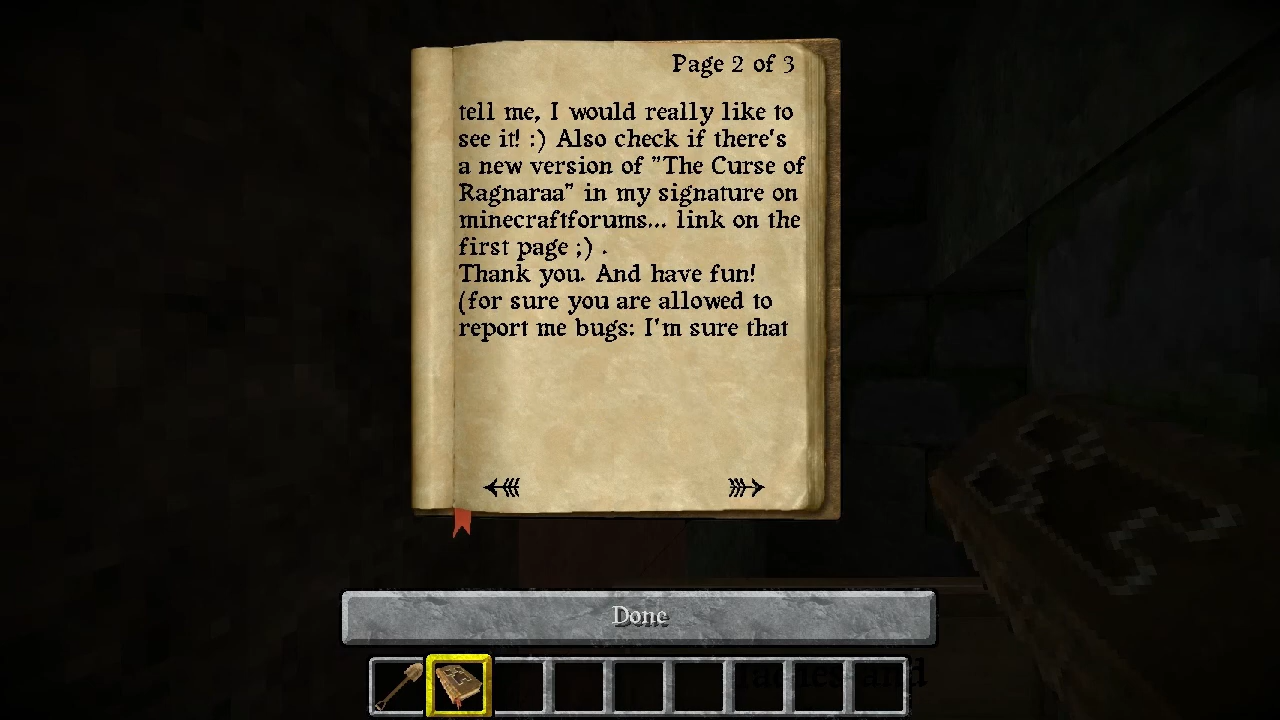 Page 2 of 3
tell me, I would really like to
see it! :) Also check if there's
a new version of "The Curse of
Ragnaraa" in my signature on
minecraftforums... link on the
first page ;) .
Thank you. And have fun!
(for sure you are allowed to
report me bugs: I'm sure that
Done
and